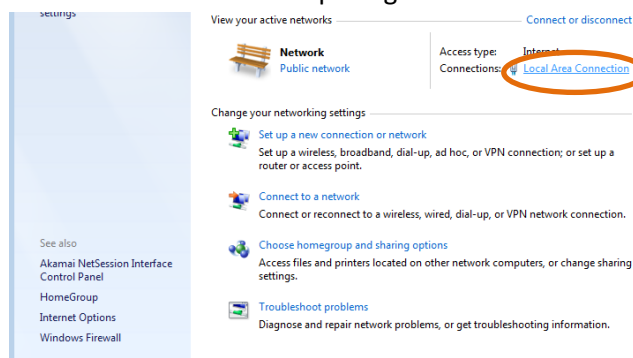 settings
View your active networks
Connect or disconnect
Network
Public network
Access type: Internet
Connections: Local Area Connection
Change your networking settings
Set up a new connection or network
Set up a wireless, broadband, dial-up, ad hoc, or VPN connection; or set up a
router or access point.
Connect to a network
Connect or reconnect to a wireless, wired, dial-up, or VPN network connection.
Choose homegroup and sharing options
Access files and printers located on other network computers, or change sharing
settings.
Troubleshoot problems
Diagnose and repair network problems, or get troubleshooting information.
See also
Akamai NetSession Interface
Control Panel
HomeGroup
Internet Options
Windows Firewall